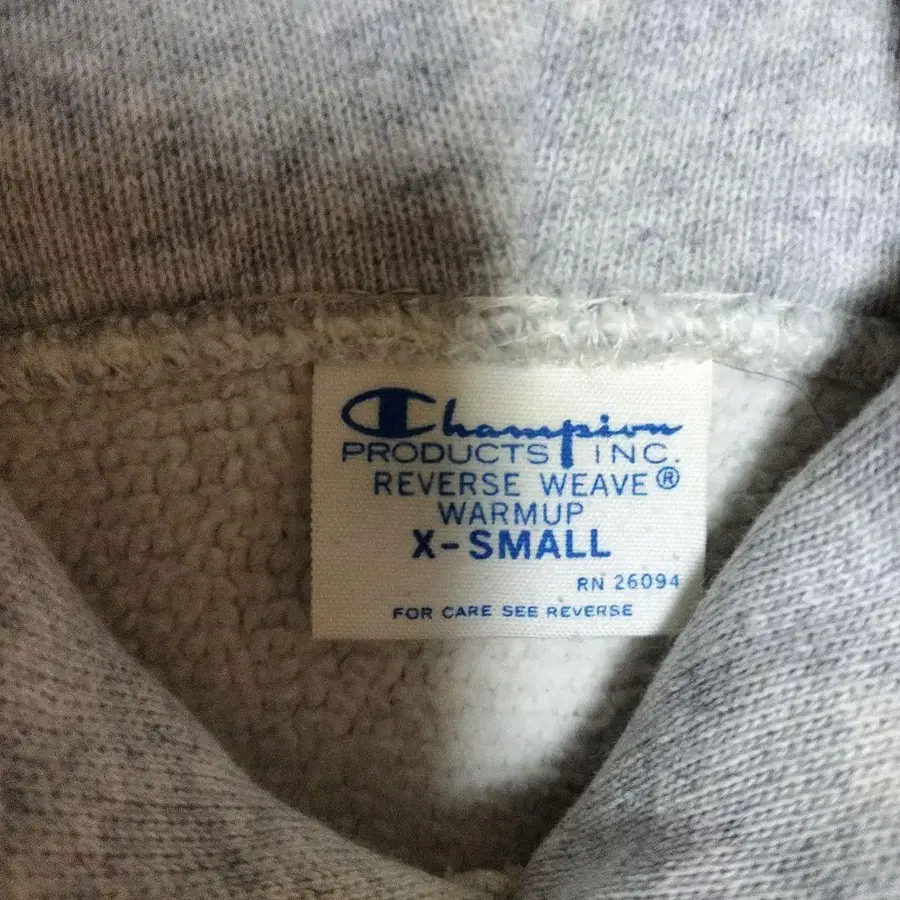 Champion
PRODUCTS INC.
REVERSE WEAVE®
WARMUP
X-SMALL
RN 26094
FOR CARE SEE REVERSE